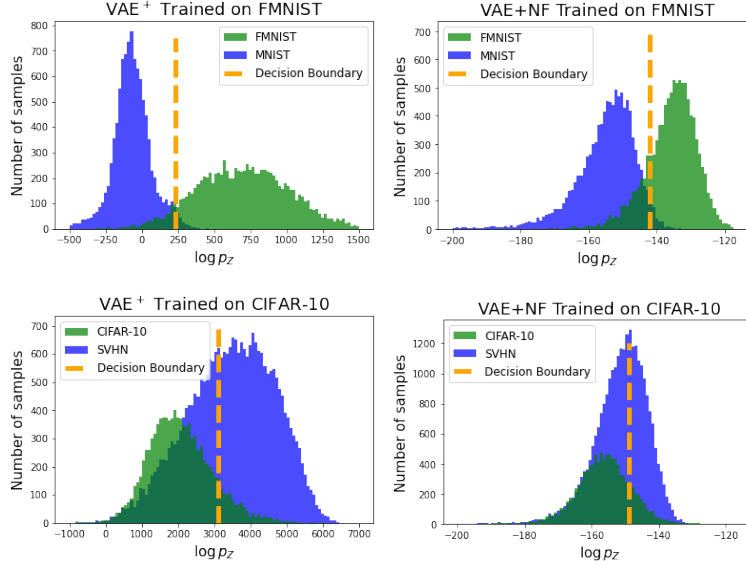 VAE⁺ Trained on FMNIST
Number of samples
800
700
600
500
400
300
200
100
0
FMNIST
MNIST
Decision Boundary
−500 −250 0 250 500 750 1000 1250 1500
log p_Z
VAE+NF Trained on FMNIST
Number of samples
700
600
500
400
300
200
100
0
FMNIST
MNIST
Decision Boundary
−200 −180 −160 −140 −120
log p_Z
VAE⁺ Trained on CIFAR-10
Number of samples
700
600
500
400
300
200
100
0
CIFAR-10
SVHN
Decision Boundary
−1000 0 1000 2000 3000 4000 5000 6000 7000
log p_Z
VAE+NF Trained on CIFAR-10
Number of samples
1200
1000
800
600
400
200
0
CIFAR-10
SVHN
Decision Boundary
−200 −180 −160 −140 −120
log p_Z